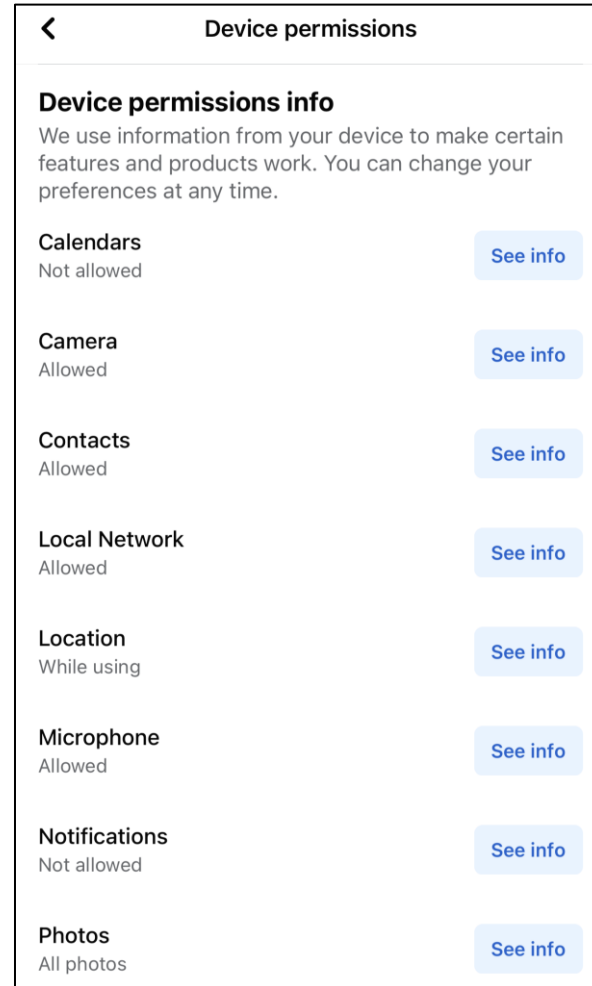 Device permissions
Device permissions info
We use information from your device to make certain
features and products work. You can change your
preferences at any time.
Calendars
Not allowed
See info
Camera
Allowed
See info
Contacts
Allowed
See info
Local Network
Allowed
See info
Location
While using
See info
Microphone
Allowed
See info
Notifications
Not allowed
See info
Photos
All photos
See info